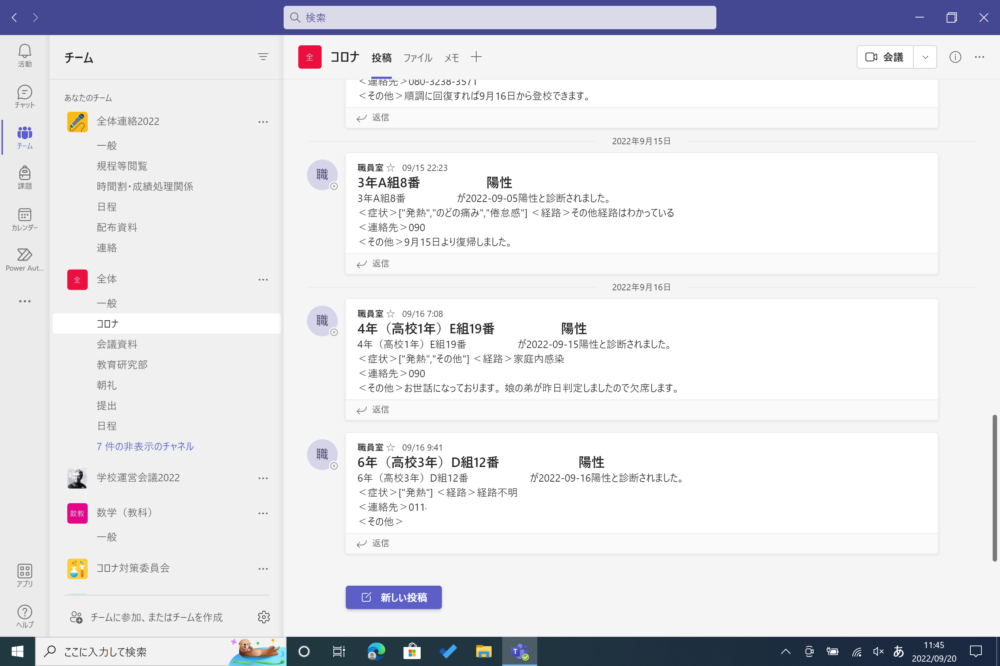 検索
活動
チャット
チーム
課題
カレンダー
Power Aut...
アプリ
ヘルプ
チーム
あなたのチーム
全体連絡2022
一般
規程等閲覧
時間割・成績処理関係
日程
配布資料
連絡
全 全体
一般
コロナ
会議資料
教育研究部
朝礼
提出
日程
7 件の非表示のチャネル
学校運営会議2022
数教 数学（教科）
一般
コロナ対策委員会
チームに参加、またはチームを作成
全 コロナ 投稿 ファイル メモ
会議
＜連絡先＞080-3238-3571
＜その他＞順調に回復すれば9月16日から登校できます。
返信
2022年9月15日
職
職員室 ☆ 09/15 22:23
3年A組8番 陽性
3年A組8番 が2022-09-05陽性と診断されました。
＜症状＞["発熱","のどの痛み","倦怠感"] ＜経路＞その他経路はわかっている
＜連絡先＞090
＜その他＞9月15日より復帰しました。
返信
2022年9月16日
職
職員室 ☆ 09/16 7:08
4年（高校1年）E組19番 陽性
4年（高校1年）E組19番 が2022-09-15陽性と診断されました。
＜症状＞["発熱","その他"] ＜経路＞家庭内感染
＜連絡先＞090
＜その他＞お世話になっております。娘の弟が昨日判定しましたので欠席します。
返信
職
職員室 ☆ 09/16 9:41
6年（高校3年）D組12番 陽性
6年（高校3年）D組12番 が2022-09-16陽性と診断されました。
＜症状＞["発熱"] ＜経路＞経路不明
＜連絡先＞011
＜その他＞
返信
新しい投稿
ここに入力して検索
T
あ
11:45
2022/09/20